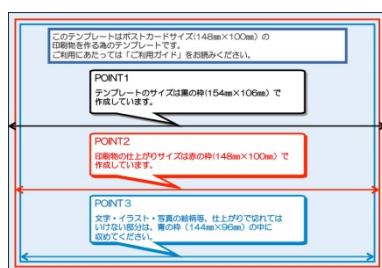 このテンプレートはポストカードサイズ(148㎜×100㎜)の
印刷物を作る為のテンプレートです。
ご利用にあたっては「ご利用ガイド」をお読みください。
POINT1
テンプレートのサイズは黒の枠(154㎜×106㎜)で
作成しています。
POINT2
印刷物の仕上がりサイズは赤の枠(148㎜×100㎜)で
作成しています。
POINT3
文字・イラスト・写真の絵柄等、仕上がりで切れては
いけない部分は、青の枠(144㎜×96㎜)の中に
収めてください。